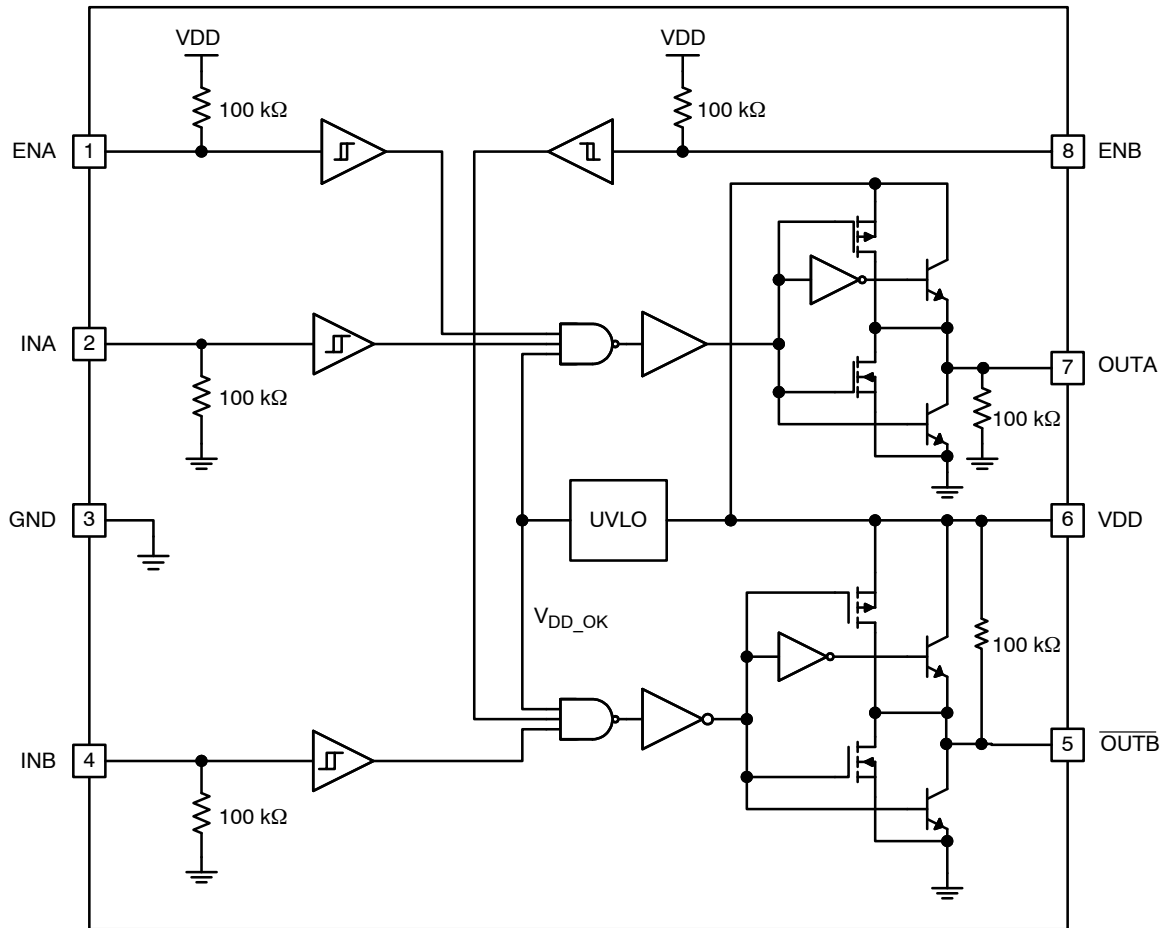 VDD
VDD
100 kΩ
100 kΩ
ENA
1
8
ENB
INA
2
7
OUTA
100 kΩ
100 kΩ
GND
3
UVLO
6
VDD
VDD_OK
100 kΩ
INB
4
5
OUTB
100 kΩ